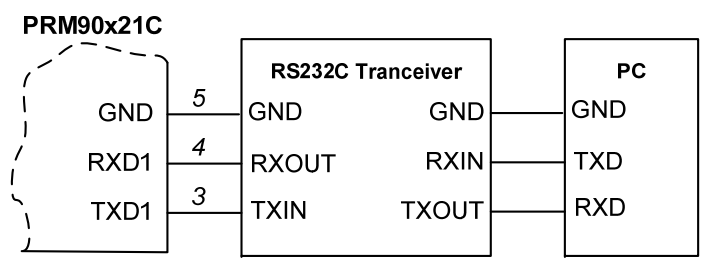 PRM90x21C
RS232C Tranceiver PC
GND 5 GND GND GND
RXD1 4 RXOUT RXIN TXD
TXD1 3 TXIN TXOUT RXD